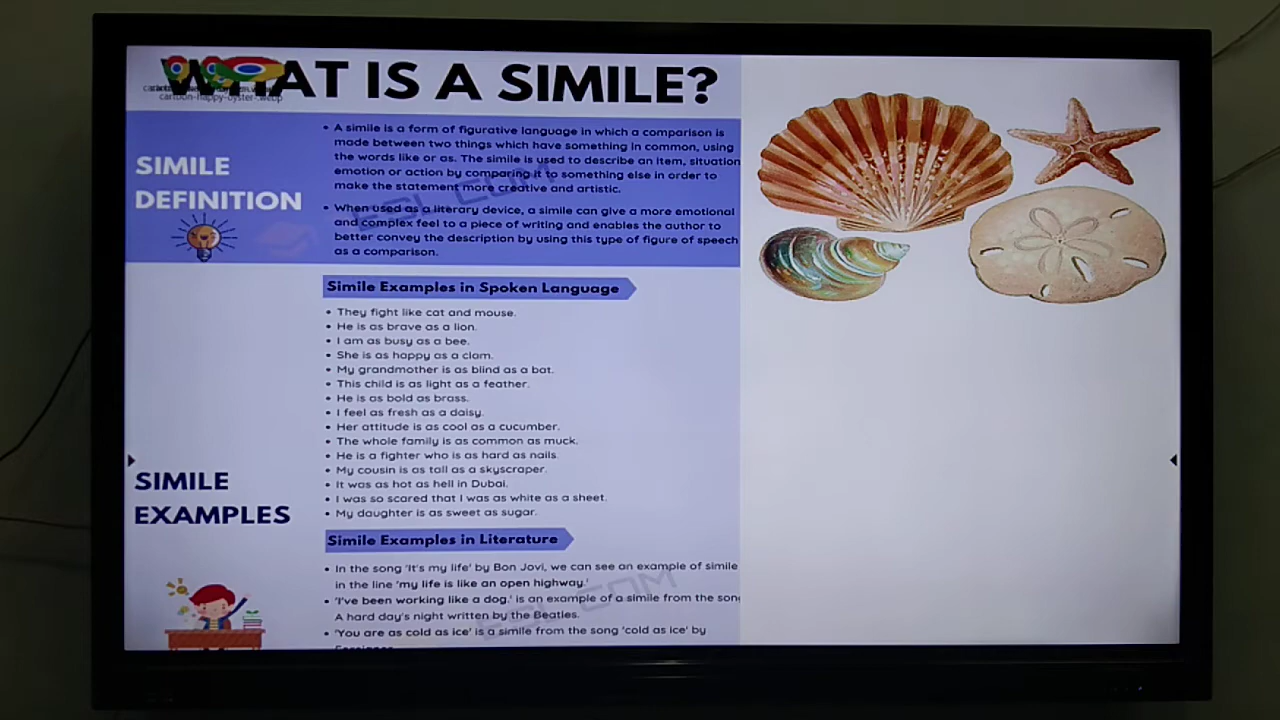 WHAT IS A SIMILE?
cartoon-happy-oyster-.webp
SIMILE
DEFINITION
• A simile is a form of figurative language in which a comparison is
made between two things which have something in common, using
the words like or as. The simile is used to describe an item, situation
emotion or action by comparing it to something else in order to
make the statement more creative and artistic.
• When used as a literary device, a simile can give a more emotional
and complex feel to a piece of writing and enables the author to
better convey the description by using this type of figure of speech
as a comparison.
SIMILE
EXAMPLES
Simile Examples in Spoken Language
• They fight like cat and mouse.
• He is as brave as a lion.
• I am as busy as a bee.
• She is as happy as a clam.
• My grandmother is as blind as a bat.
• This child is as light as a feather.
• He is as bold as brass.
• I feel as fresh as a daisy.
• Her attitude is as cool as a cucumber.
• The whole family is as common as muck.
• He is a fighter who is as hard as nails.
• My cousin is as tall as a skyscraper.
• It was as hot as hell in Dubai.
• I was so scared that I was as white as a sheet.
• My daughter is as sweet as sugar.
Simile Examples in Literature
• In the song 'It's my life' by Bon Jovi, we can see an example of simile
in the line 'my life is like an open highway.'
• 'I've been working like a dog.' is an example of a simile from the song
A hard day's night written by the Beatles.
• 'You are as cold as ice' is a simile from the song 'cold as ice' by